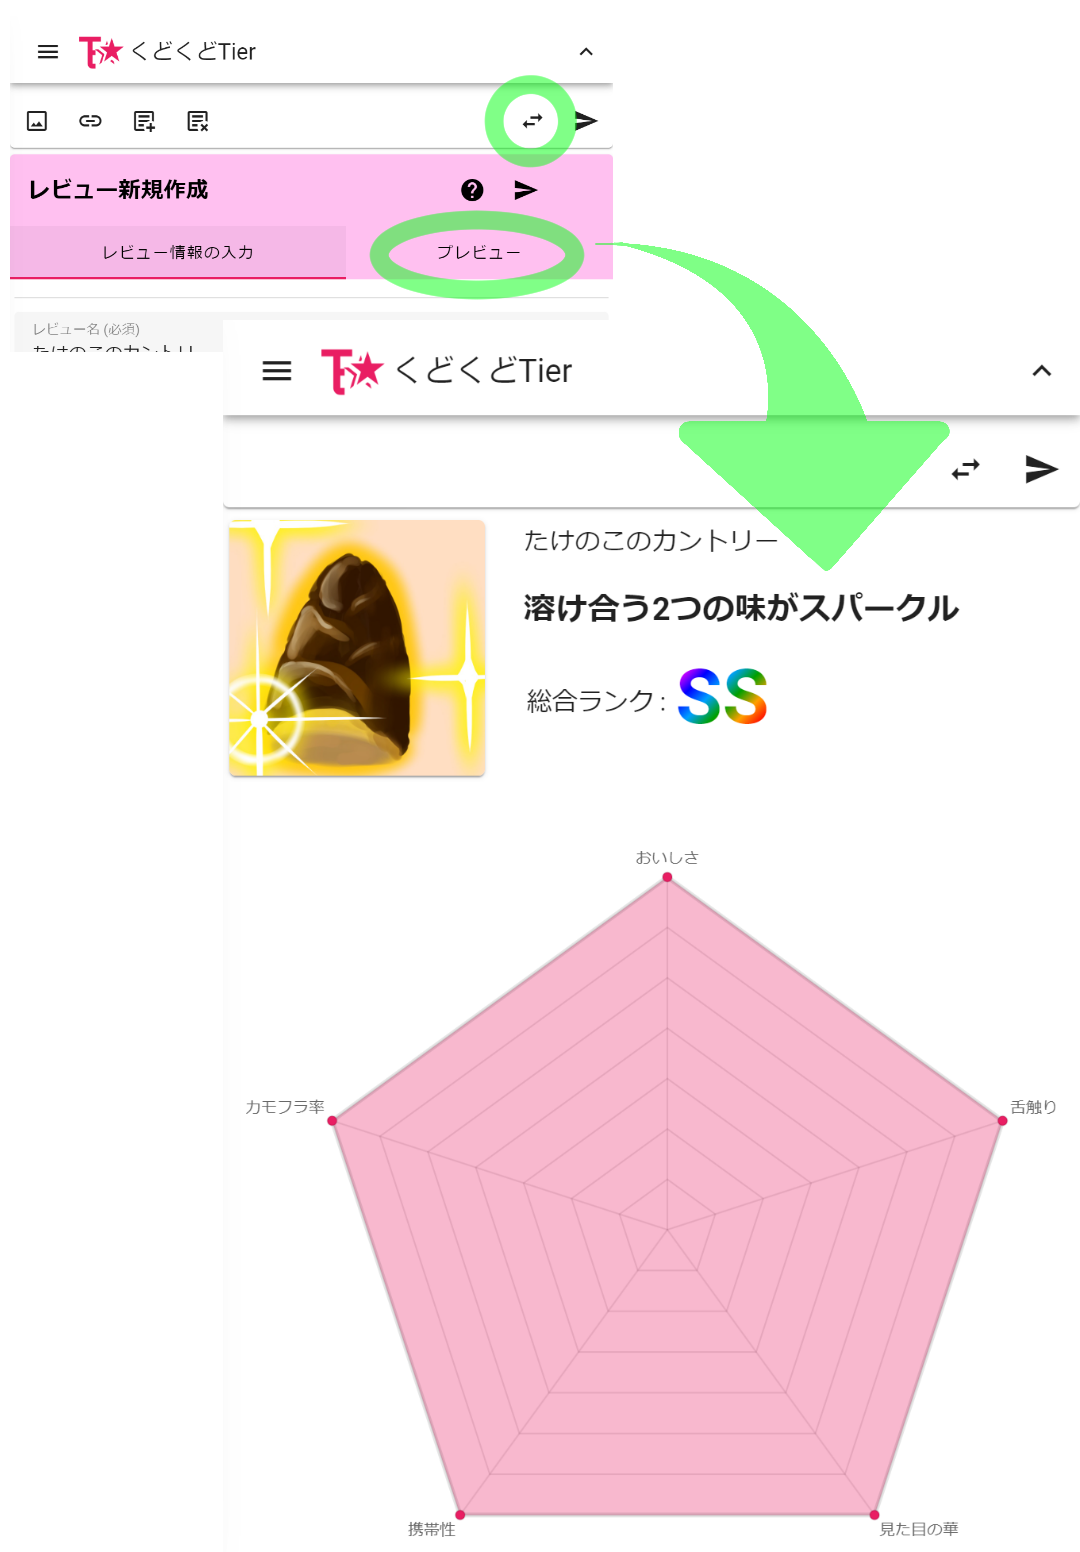 くどくどTier
レビュー新規作成
レビュー情報の入力
プレビュー
レビュー名 (必須)
くどくどTier
たけのこのカントリー
溶け合う2つの味がスパークル
総合ランク : SS
おいしさ
カモフラ率
舌触り
携帯性
見た目の華